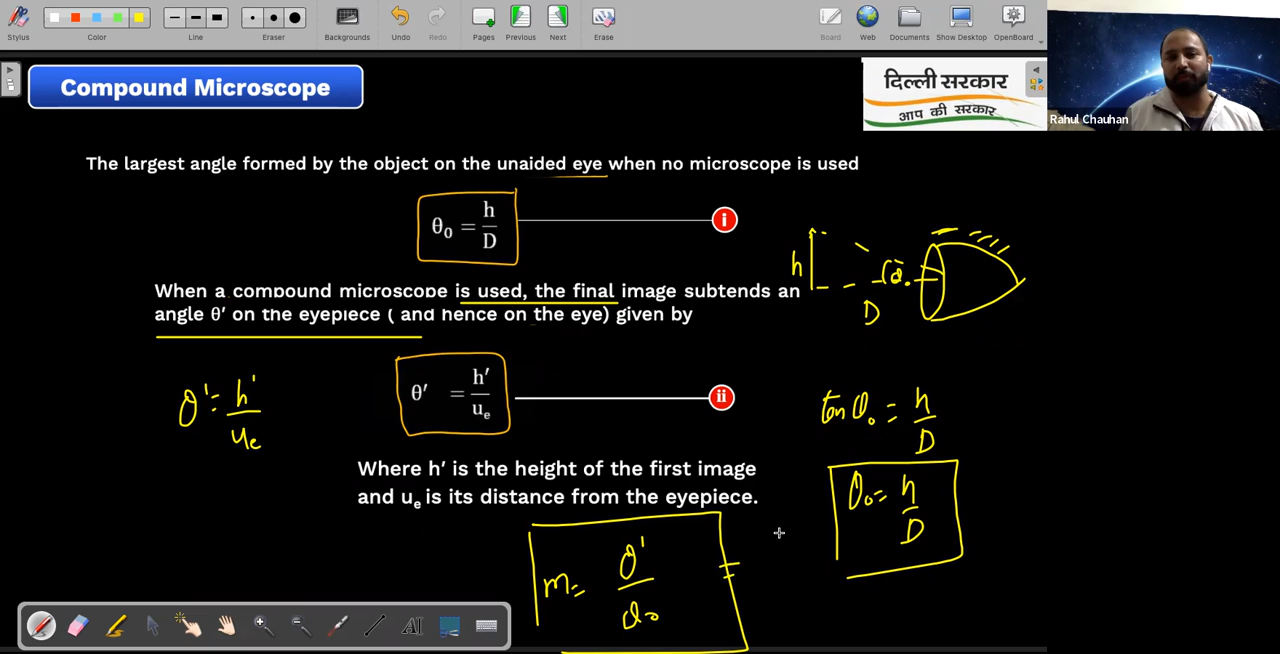 Stylus Color Line Eraser Backgrounds Undo Redo Pages Previous Next Erase Board Web Documents Show Desktop OpenBoard
Compound Microscope
दिल्ली सरकार
आप की सरकार
Rahul Chauhan
The largest angle formed by the object on the unaided eye when no microscope is used
θ₀ = h/D
i
h
D
When a compound microscope is used, the final image subtends an
angle θ′ on the eyepiece ( and hence on the eye) given by
θ' = h'/uₑ
θ′ = h′/uₑ
ii
tan θ₀ = h/D
Where h′ is the height of the first image
and uₑ is its distance from the eyepiece.
θ₀ = h/D
m = θ'/θ₀ =
AI